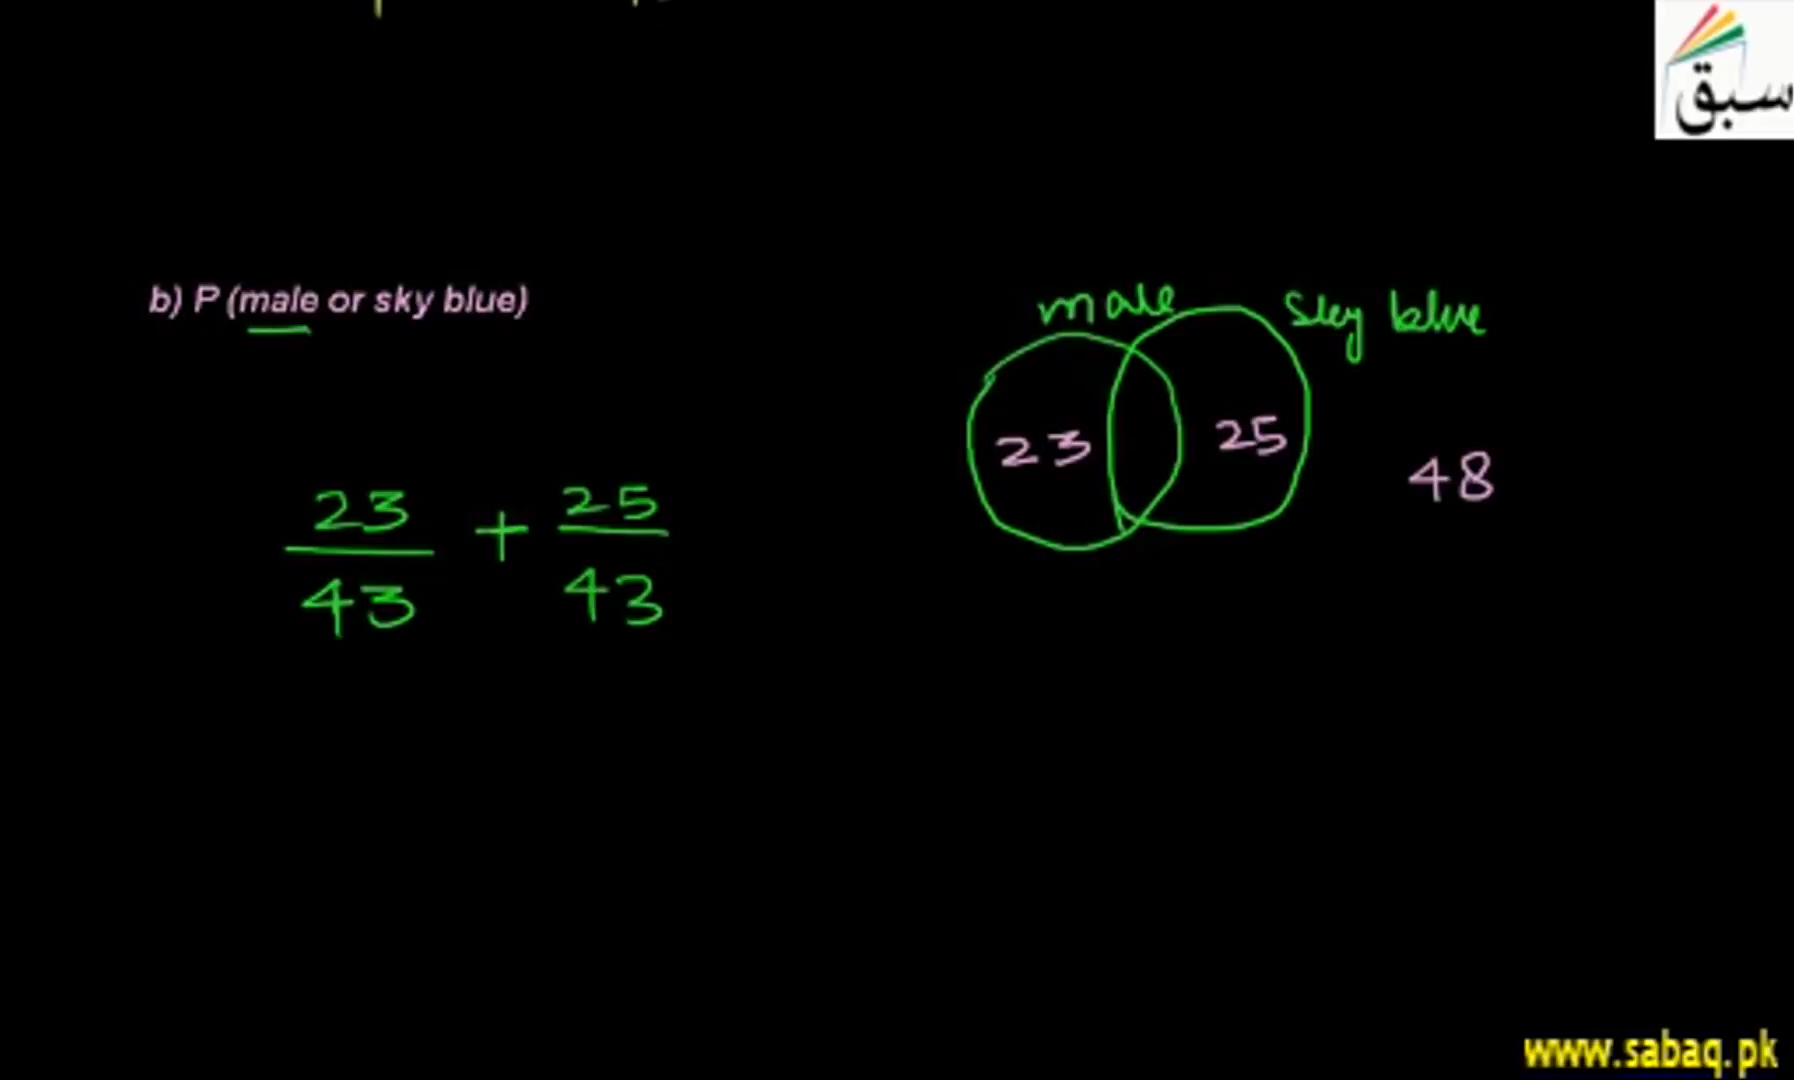 سبق
b) P (male or sky blue)
male
sky blue
23
25
48
23/43 + 25/43
www.sabaq.pk